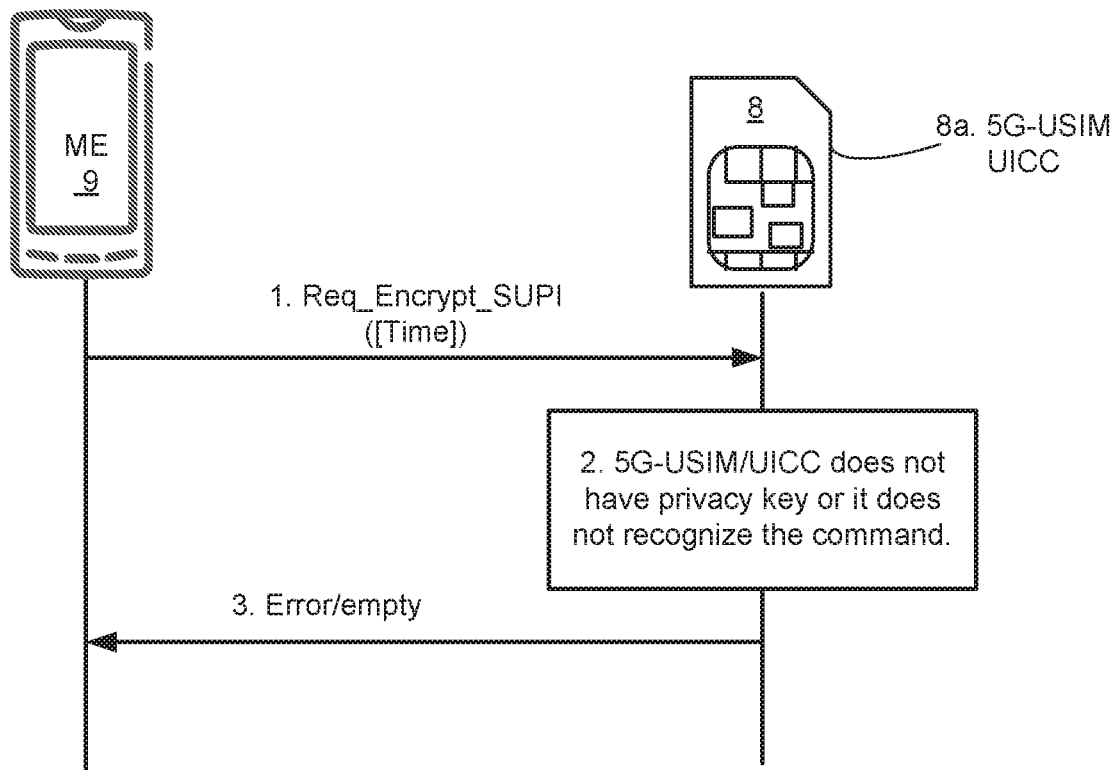 ME
9
8
8a. 5G-USIM
UICC
1. Req_Encrypt_SUPI
([Time])
2. 5G-USIM/UICC does not
have privacy key or it does
not recognize the command.
3. Error/empty